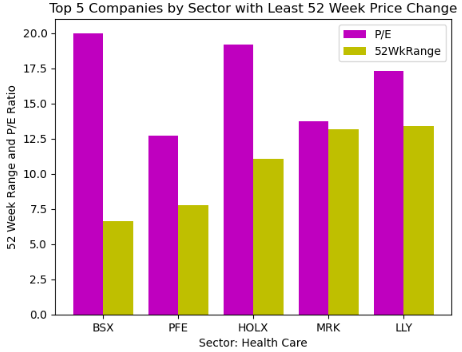 Top 5 Companies by Sector with Least 52 Week Price Change
P/E
52WkRange
52 Week Range and P/E Ratio
20.0
17.5
15.0
12.5
10.0
7.5
5.0
2.5
0.0
BSX PFE HOLX MRK LLY
Sector: Health Care